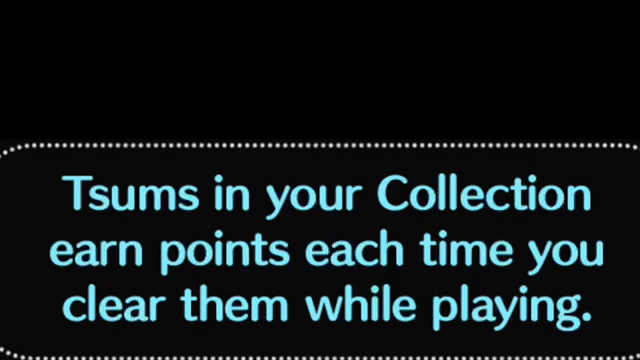 Tsums in your Collection
earn points each time you
clear them while playing.